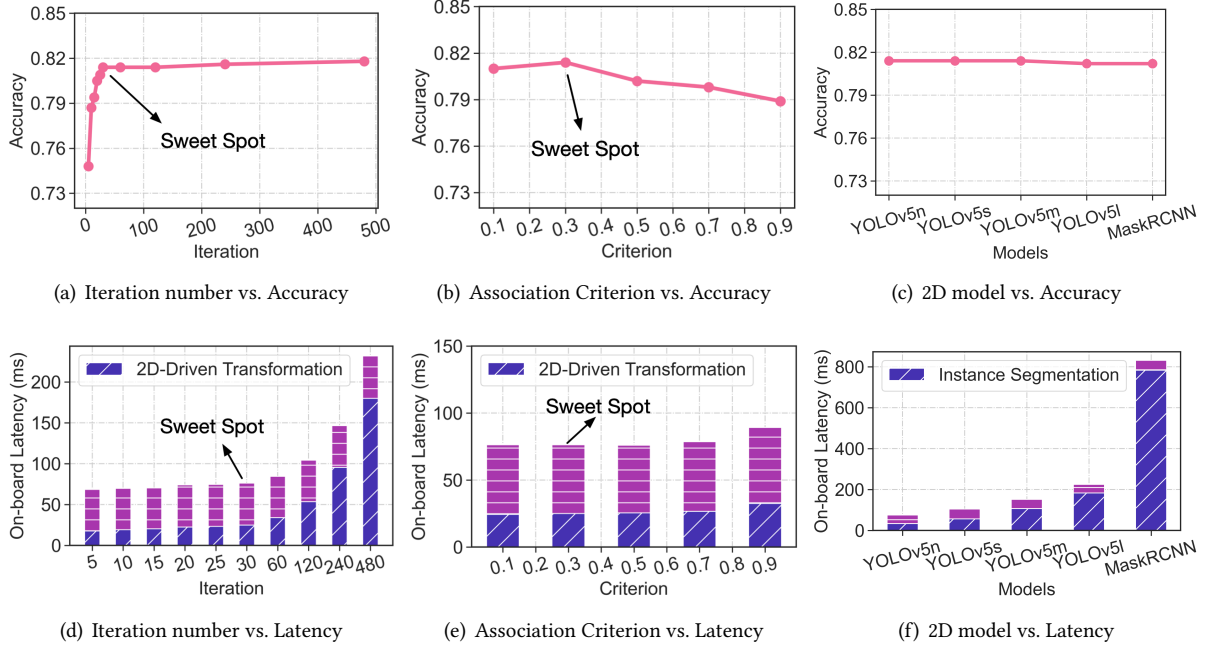 0.85
0.82
0.79
0.76
0.73
Accuracy
Sweet Spot
0
100
200
300
400
500
Iteration
(a) Iteration number vs. Accuracy
0.85
0.82
0.79
0.76
0.73
Accuracy
Sweet Spot
0.1
0.2
0.3
0.4
0.5
0.6
0.7
0.8
0.9
Criterion
(b) Association Criterion vs. Accuracy
0.85
0.82
0.79
0.76
0.73
Accuracy
YOLOv5n
YOLOv5s
YOLOv5m
YOLOv5l
MaskRCNN
Models
(c) 2D model vs. Accuracy
200
150
100
50
0
On-board Latency (ms)
2D-Driven Transformation
Sweet Spot
5
10
15
20
25
30
60
120
240
480
Iteration
(d) Iteration number vs. Latency
150
100
50
0
On-board Latency (ms)
2D-Driven Transformation
Sweet Spot
0.1
0.2
0.3
0.4
0.5
0.6
0.7
0.8
0.9
Criterion
(e) Association Criterion vs. Latency
800
600
400
200
0
On-board Latency (ms)
Instance Segmentation
YOLOv5n
YOLOv5s
YOLOv5m
YOLOv5l
MaskRCNN
Models
(f) 2D model vs. Latency